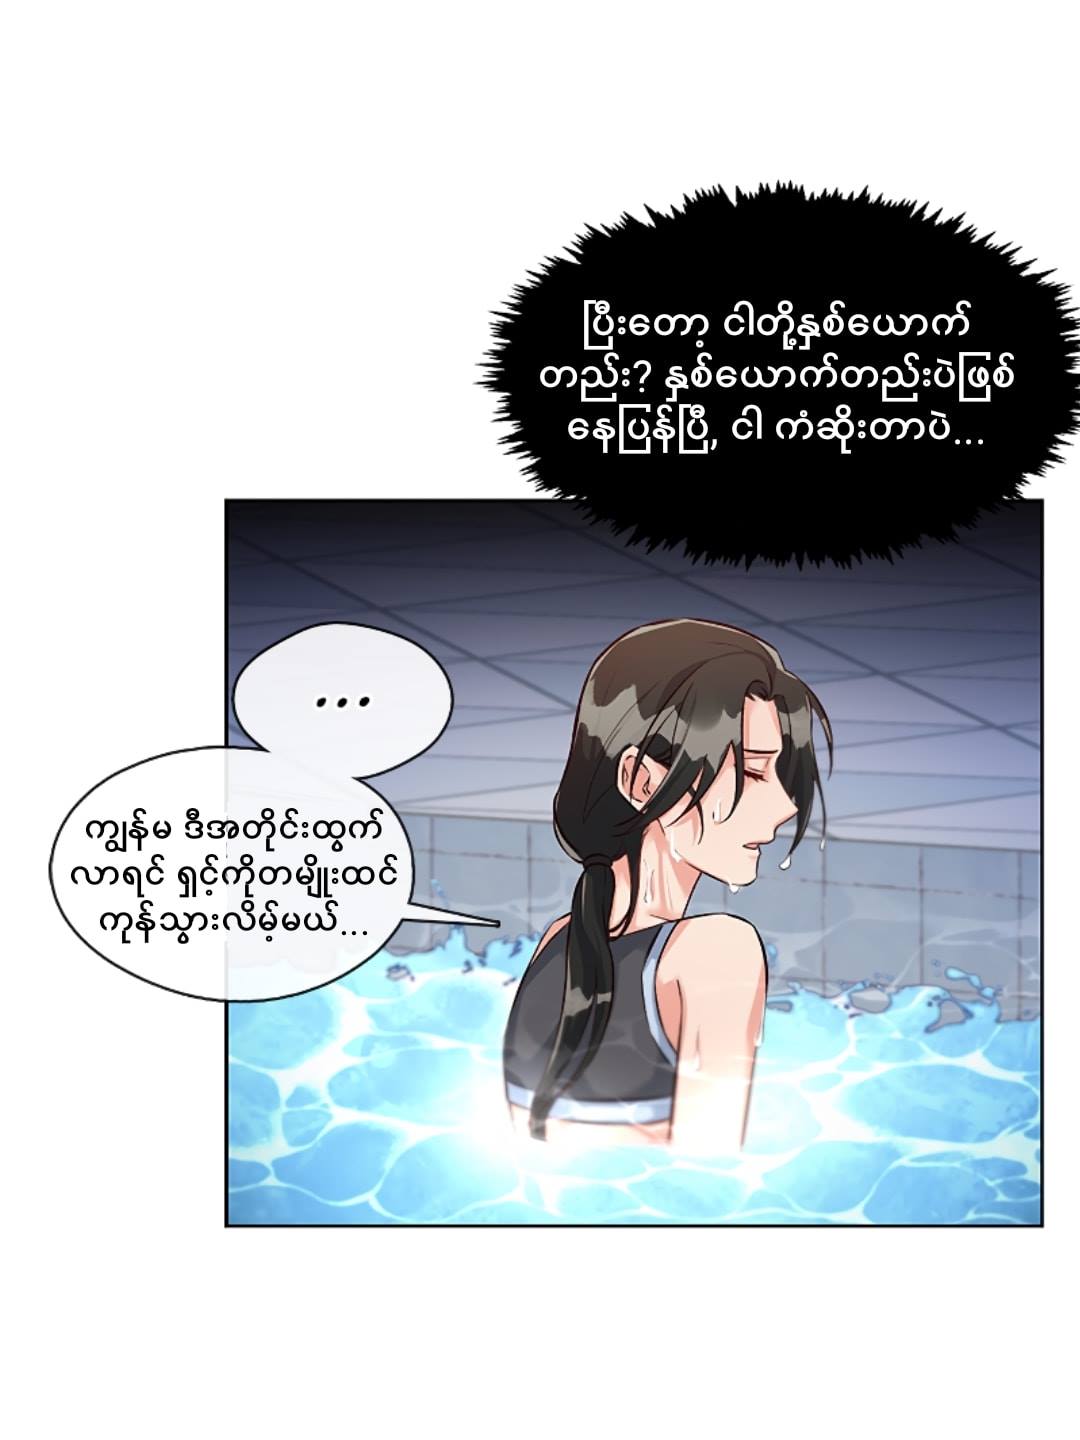 ပြီးတော့ ငါတို့နှစ်ယောက်
တည်း? နှစ်ယောက်တည်းပဲဖြစ်
နေပြန်ပြီ, ငါ ကံဆိုးတာပဲ...
...
ကျွန်မ ဒီအတိုင်းထွက်
လာရင် ရှင့်ကိုတမျိုးထင်
ကုန်သွားလိမ့်မယ်...